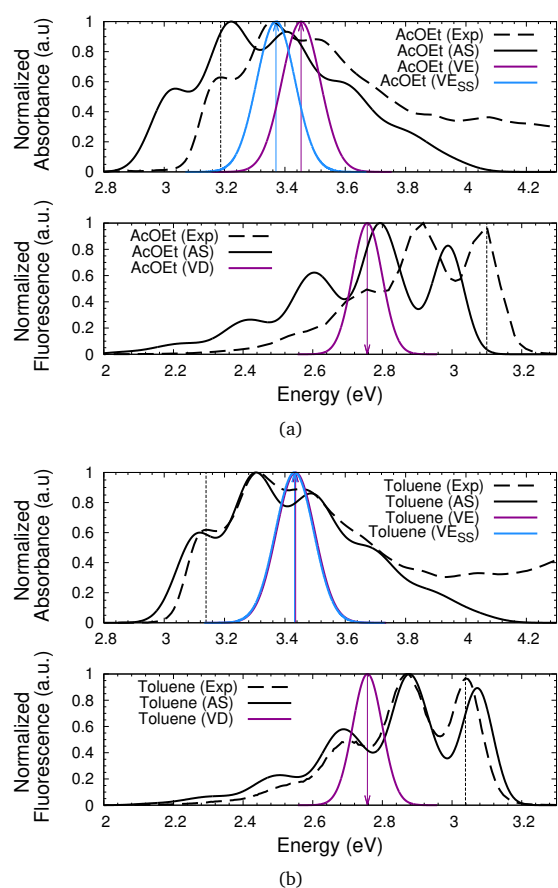 Normalized
Absorbance (a.u)
1
0.8
0.6
0.4
0.2
0
AcOEt (Exp)
AcOEt (AS)
AcOEt (VE)
AcOEt (VESS)
2.8 3 3.2 3.4 3.6 3.8 4 4.2
Normalized
Fluorescence (a.u.)
1
0.8
0.6
0.4
0.2
0
AcOEt (Exp)
AcOEt (AS)
AcOEt (VD)
2 2.2 2.4 2.6 2.8 3 3.2
Energy (eV)
(a)
Normalized
Absorbance (a.u)
1
0.8
0.6
0.4
0.2
0
Toluene (Exp)
Toluene (AS)
Toluene (VE)
Toluene (VESS)
2.8 3 3.2 3.4 3.6 3.8 4 4.2
Normalized
Fluorescence (a.u.)
1
0.8
0.6
0.4
0.2
0
Toluene (Exp)
Toluene (AS)
Toluene (VD)
2 2.2 2.4 2.6 2.8 3 3.2
Energy (eV)
(b)